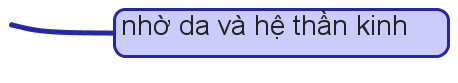 nhờ da và hệ thần kinh